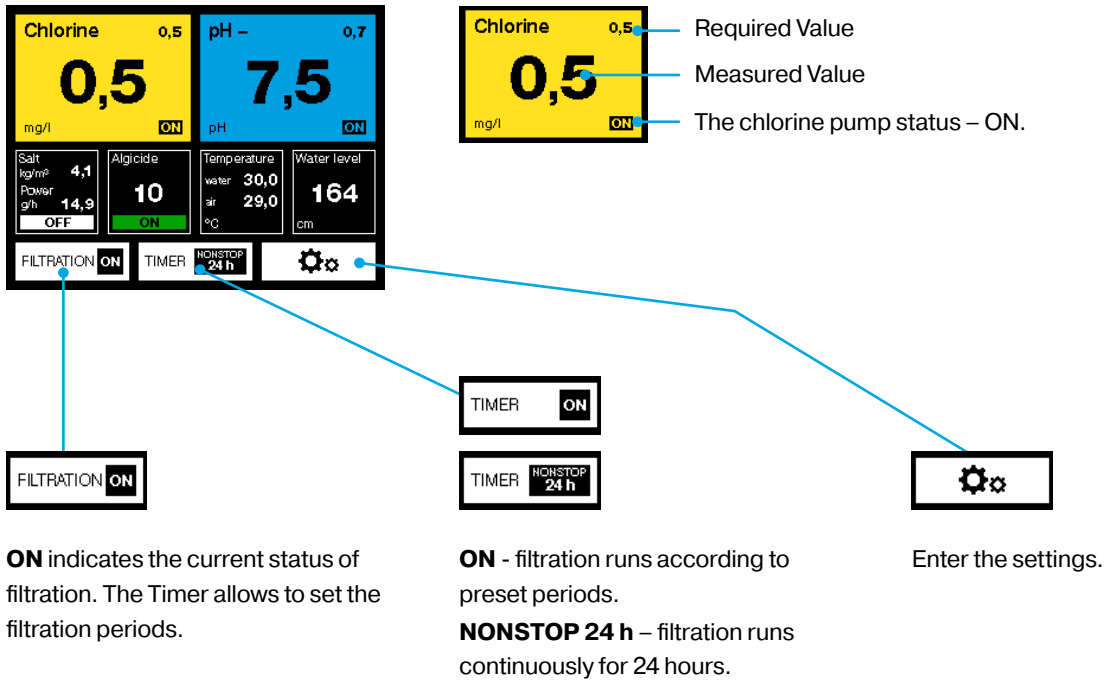 Chlorine 0,5
0,5
mg/l ON
pH – 0,7
7,5
pH ON
Salt
kg/m³ 4,1
Power
g/h 14,9
OFF
Algicide
10
ON
Temperature
water 30,0
air 29,0
°C
Water level
164
cm
FILTRATION ON
TIMER NONSTOP
24 h
Chlorine 0,5
0,5
mg/l ON
Required Value
Measured Value
The chlorine pump status – ON.
FILTRATION ON
ON indicates the current status of
filtration. The Timer allows to set the
filtration periods.
TIMER ON
TIMER NONSTOP
24 h
ON - filtration runs according to
preset periods.
NONSTOP 24 h – filtration runs
continuously for 24 hours.
Enter the settings.